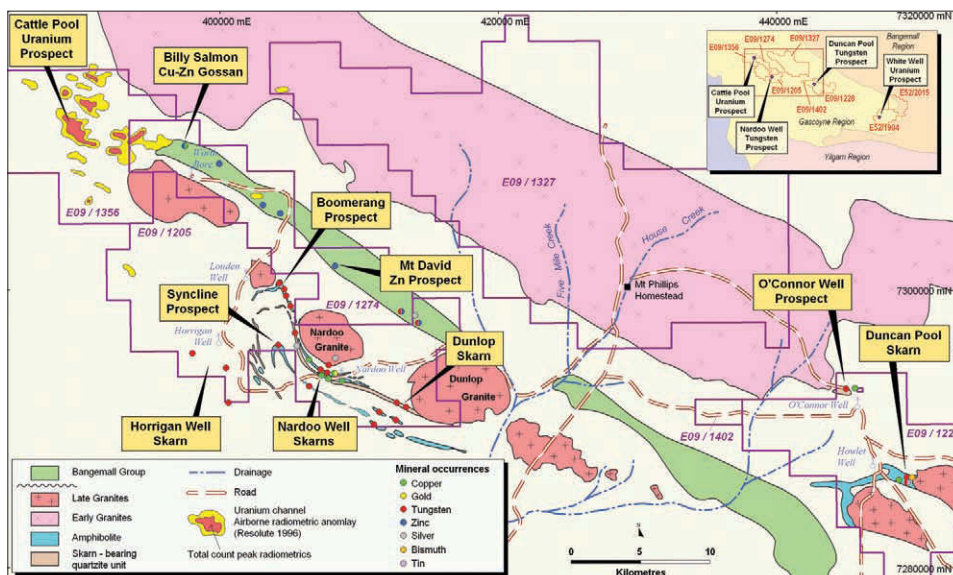 400000 mE
420000 mE
440000 mE
7320000 mN
Cattle Pool
Uranium
Prospect
Billy Salmon
Cu-Zn Gossan
E09/1274
E09/1327
E09/1356
Duncan Pool
Tungsten
Prospect
Bangemall
Region
White Well
Uranium
Prospect
E52/2015
Cattle Pool
Uranium
Prospect
E09/1205
E09/1228
E09/1402
Gascoyne Region
E52/1904
Nardoo Well
Tungsten
Prospect
Yilgarn Region
Bore
E09 / 1356
E09 / 1205
E09 / 1327
Boomerang
Prospect
Five Mile Creek
House Creek
Louden
Well
Mt David
Zn Prospect
Mt Phillips
Homestead
7300000 mN
O'Connor Well
Prospect
Syncline
Prospect
E09 / 1274
Horrigan
Well
Nardoo
Granite
Nardoo Well
Dunlop
Skarn
Dunlop
Granite
Duncan Pool
Skarn
O'Connor Well
Horrigan Well
Skarn
Nardoo Well
Skarns
E09 / 1402
E09 / 122
Howlet
Well
Bangemall Group
Late Granites
Early Granites
Amphibolite
Skarn - bearing
quartzite unit
Drainage
Road
Uranium channel
Airborne radiometric anomlay
(Resolute 1996)
Total count peak radiometrics
Mineral occurrences
Copper
Gold
Tungsten
Zinc
Silver
Bismuth
Tin
N
0
5
10
Kilometres
7280000 mN